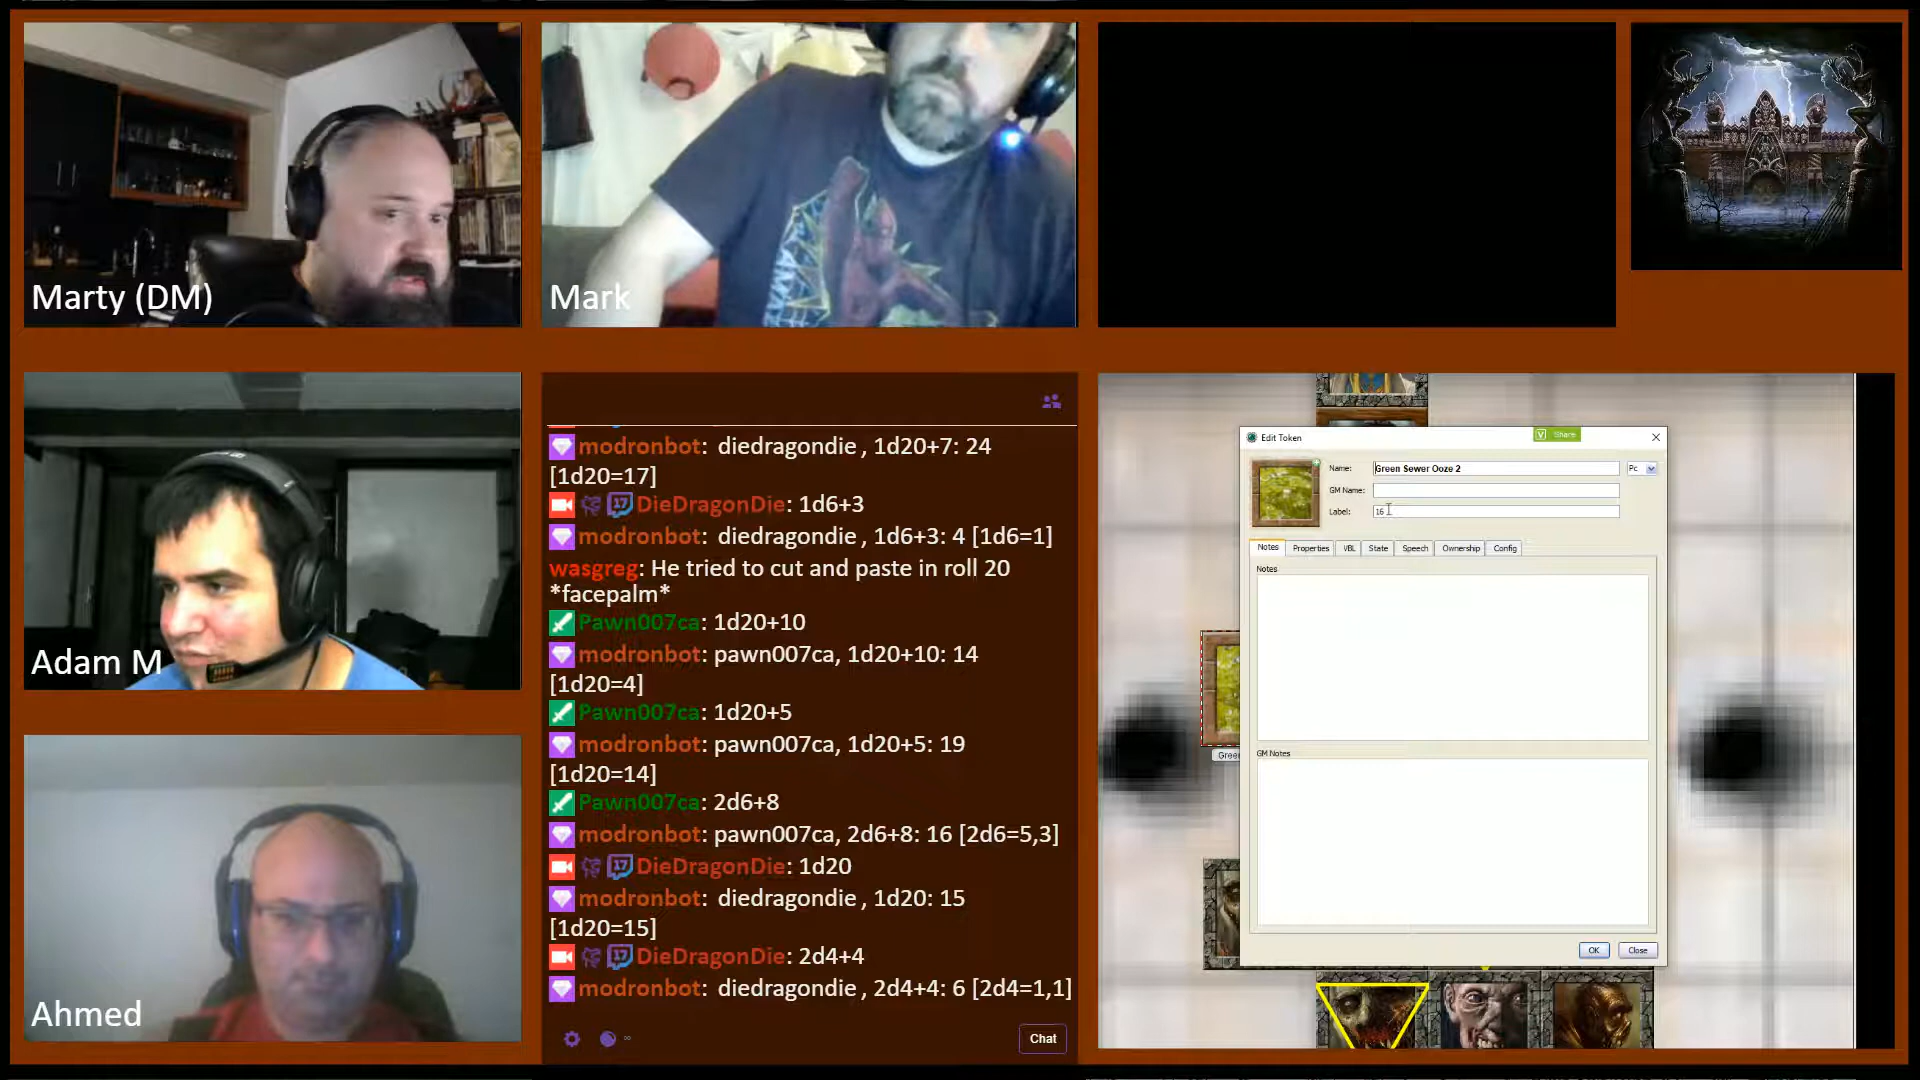 Marty (DM)
Mark
Adam M
Ahmed
modronbot: diedragondie , 1d20+7: 24
[1d20=17]
DieDragonDie: 1d6+3
modronbot: diedragondie , 1d6+3: 4 [1d6=1]
wasgreg: He tried to cut and paste in roll 20
*facepalm*
Pawn007ca: 1d20+10
modronbot: pawn007ca, 1d20+10: 14
[1d20=4]
Pawn007ca: 1d20+5
modronbot: pawn007ca, 1d20+5: 19
[1d20=14]
Pawn007ca: 2d6+8
modronbot: pawn007ca, 2d6+8: 16 [2d6=5,3]
DieDragonDie: 1d20
modronbot: diedragondie , 1d20: 15
[1d20=15]
DieDragonDie: 2d4+4
modronbot: diedragondie , 2d4+4: 6 [2d4=1,1]
Chat
Edit Token
V Share
Name: Green Sewer Ooze 2 Pc
GM Name:
Label: 16
Notes Properties VBL State Speech Ownership Config
Notes
GM Notes
OK Close
Green